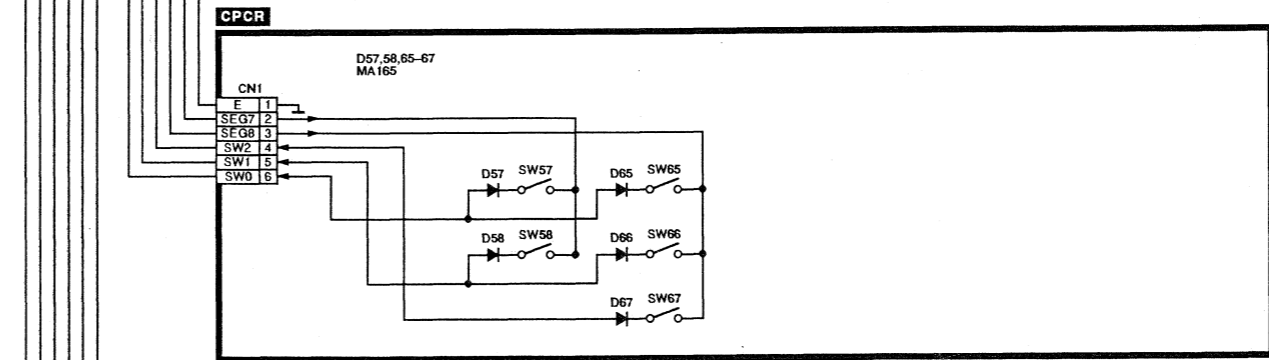 CPCR
D57,58,65–67
MA165
CN1
E 1
SEG7 2
SEG8 3
SW2 4
SW1 5
SW0 6
D57 SW57 D65 SW65
D58 SW58 D66 SW66
D67 SW67